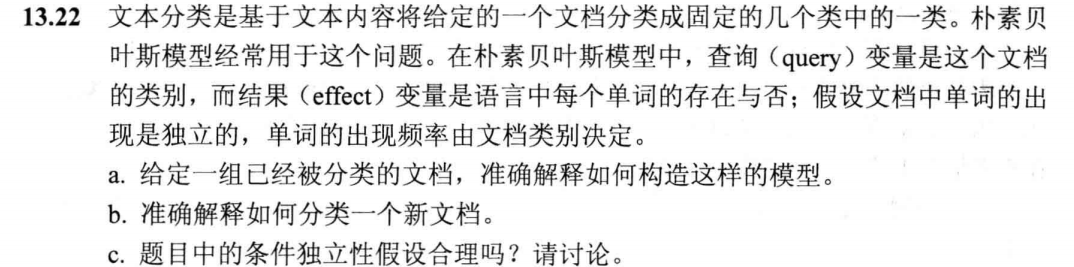 13.22 文本分类是基于文本内容将给定的一个文档分类成固定的几个类中的一类。朴素贝
叶斯模型经常用于这个问题。在朴素贝叶斯模型中，查询（query）变量是这个文档
的类别，而结果（effect）变量是语言中每个单词的存在与否；假设文档中单词的出
现是独立的，单词的出现频率由文档类别决定。
a. 给定一组已经被分类的文档，准确解释如何构造这样的模型。
b. 准确解释如何分类一个新文档。
c. 题目中的条件独立性假设合理吗？请讨论。